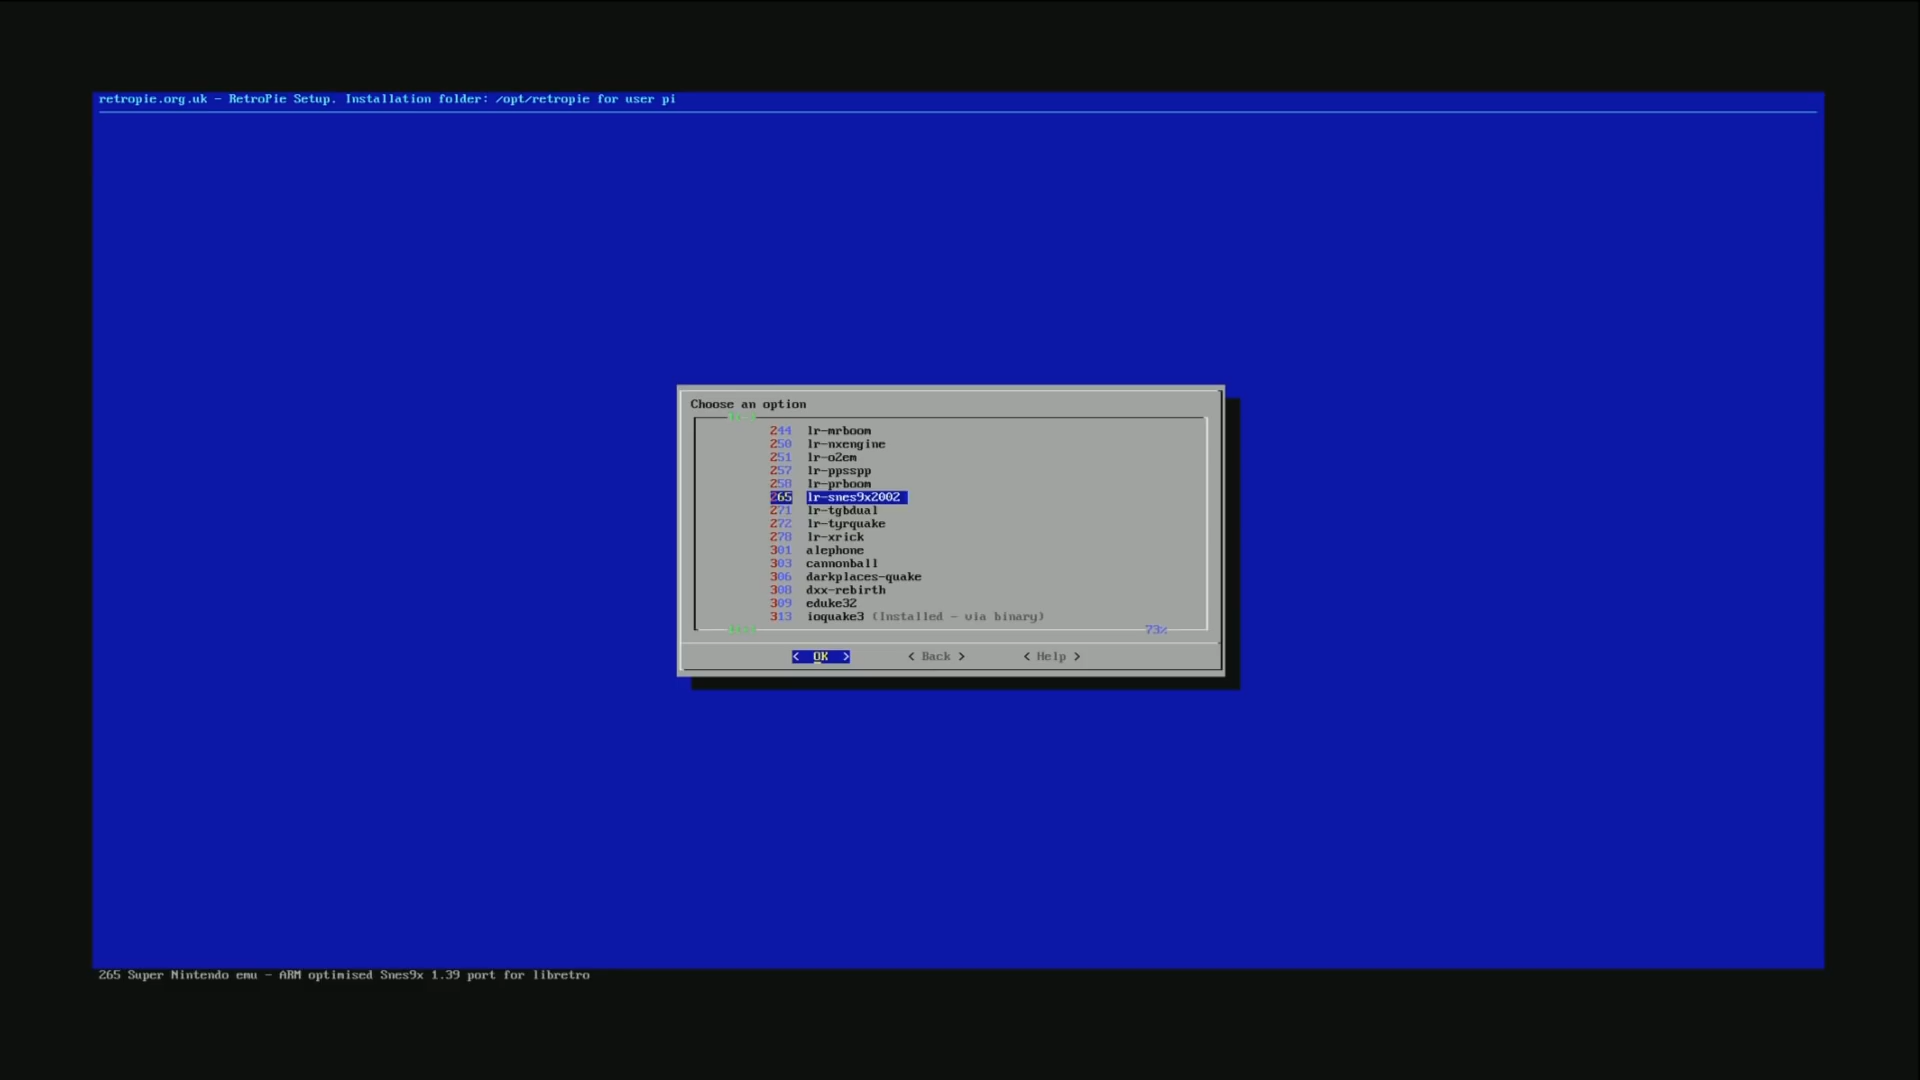 retropie.org.uk - RetroPie Setup. Installation folder: /opt/retropie for user pi
Choose an option
244 lr-mrboom
250 lr-nxengine
251 lr-o2em
257 lr-ppsspp
258 lr-prboom
265 lr-snes9x2002
271 lr-tgbdual
272 lr-tyrquake
278 lr-xrick
301 alephone
303 cannonball
306 darkplaces-quake
308 dxx-rebirth
309 eduke32
313 ioquake3 (Installed - via binary)
73%
< OK > < Back > < Help >
265 Super Nintendo emu - ARM optimised Snes9x 1.39 port for libretro